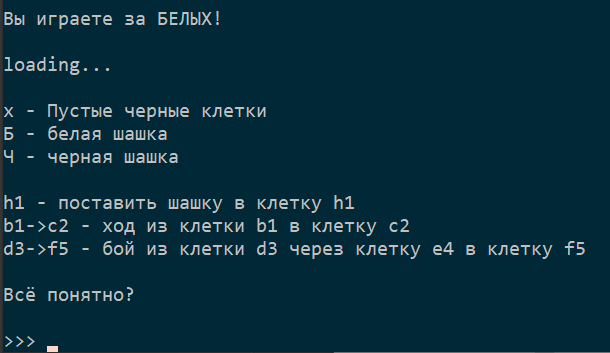 Вы играете за БЕЛЫХ!
loading...
х - Пустые черные клетки
Б - белая шашка
Ч - черная шашка
h1 - поставить шашку в клетку h1
b1->c2 - ход из клетки b1 в клетку c2
d3->f5 - бой из клетки d3 через клетку e4 в клетку f5
Всё понятно?
>>>